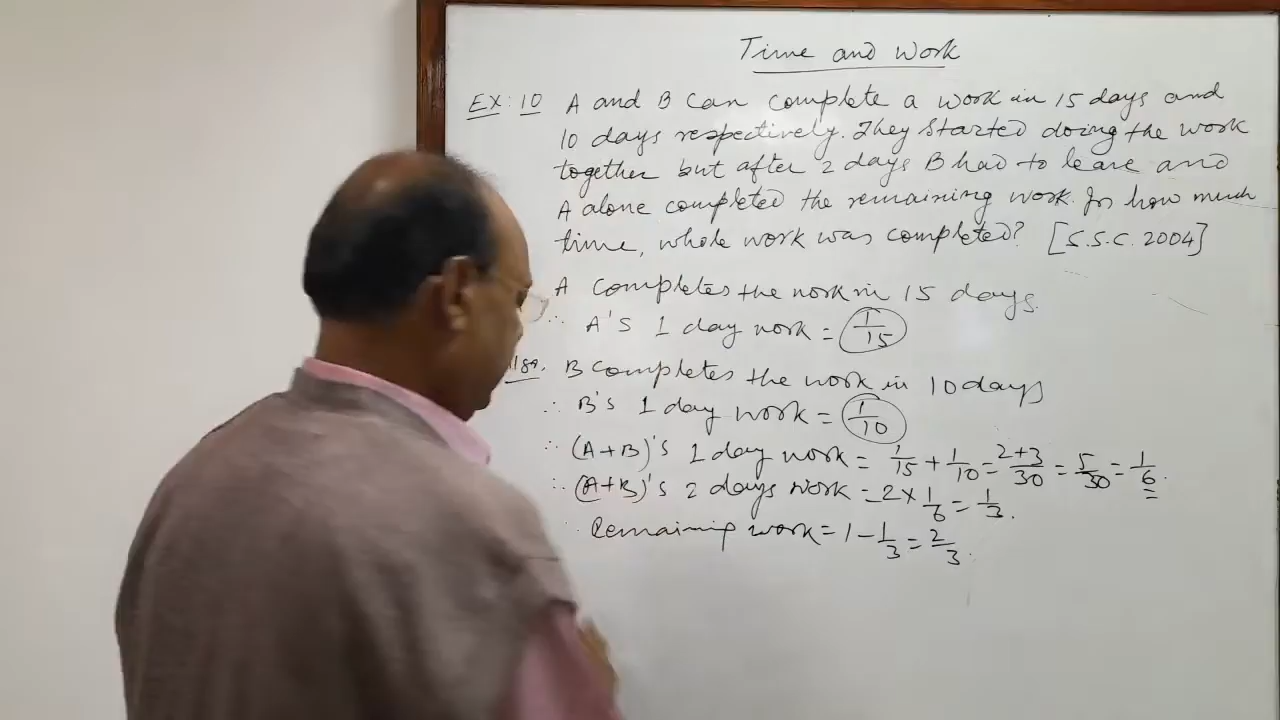 Time and Work
EX: 10 A and B can complete a work in 15 days and
10 days respectively. They started doing the work
together but after 2 days B had to leave and
A alone completed the remaining work. In how much
time, whole work was completed? [S.S.C. 2004]
A completes the work in 15 days.
∴ A's 1 day work = 1/15
B completes the work in 10 days
∴ B's 1 day work = 1/10
∴ (A+B)'s 1 day work = 1/15 + 1/10 = 2+3/30 = 5/30 = 1/6.
∴ (A+B)'s 2 days work = 2 × 1/6 = 1/3.
∴ Remaining work = 1 - 1/3 = 2/3.